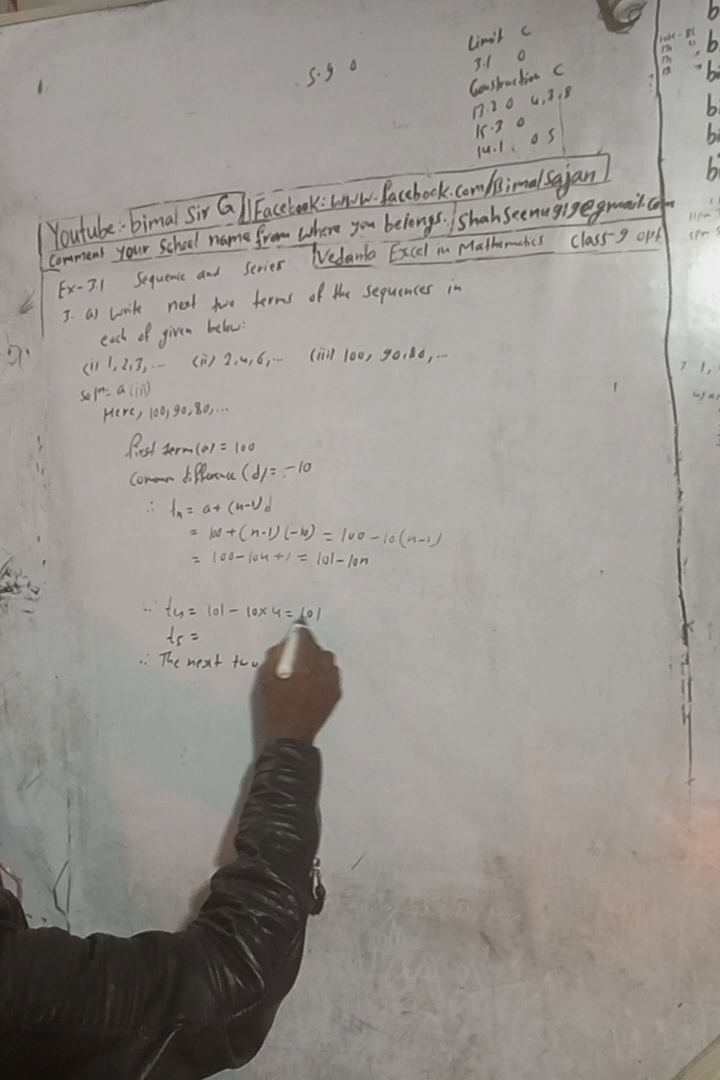 S.g 0
Limit C
3.1 0
Construction C
17.2 0 4,3,8
15.3 0
14.1 0 5
Youtube:- bimal Sir G || Facebook: www.facebook.com/Bimalsajan
Comment your School name from where you belongs. / Shahseenu919@gmail.com
Ex-3.1 Sequence and Series Vedanta Excel in Mathematics Class-9 opt
3. a) Write next two terms of the sequences in
each of given below:
(i) 1,2,3,... (ii) 2,4,6,... (iii) 100, 90,80,...
Soln: a(iii)
Here, 100,90,80,...
first term(a) = 100
Common difference (d) = -10
∴ tn = a+(n-1)d
= 100+(n-1)(-10) = 100-10(n-1)
= 100-10n+1 = 101-10n
∵ t4 = 101-10×4 = 101
t5 =
∴ The next two